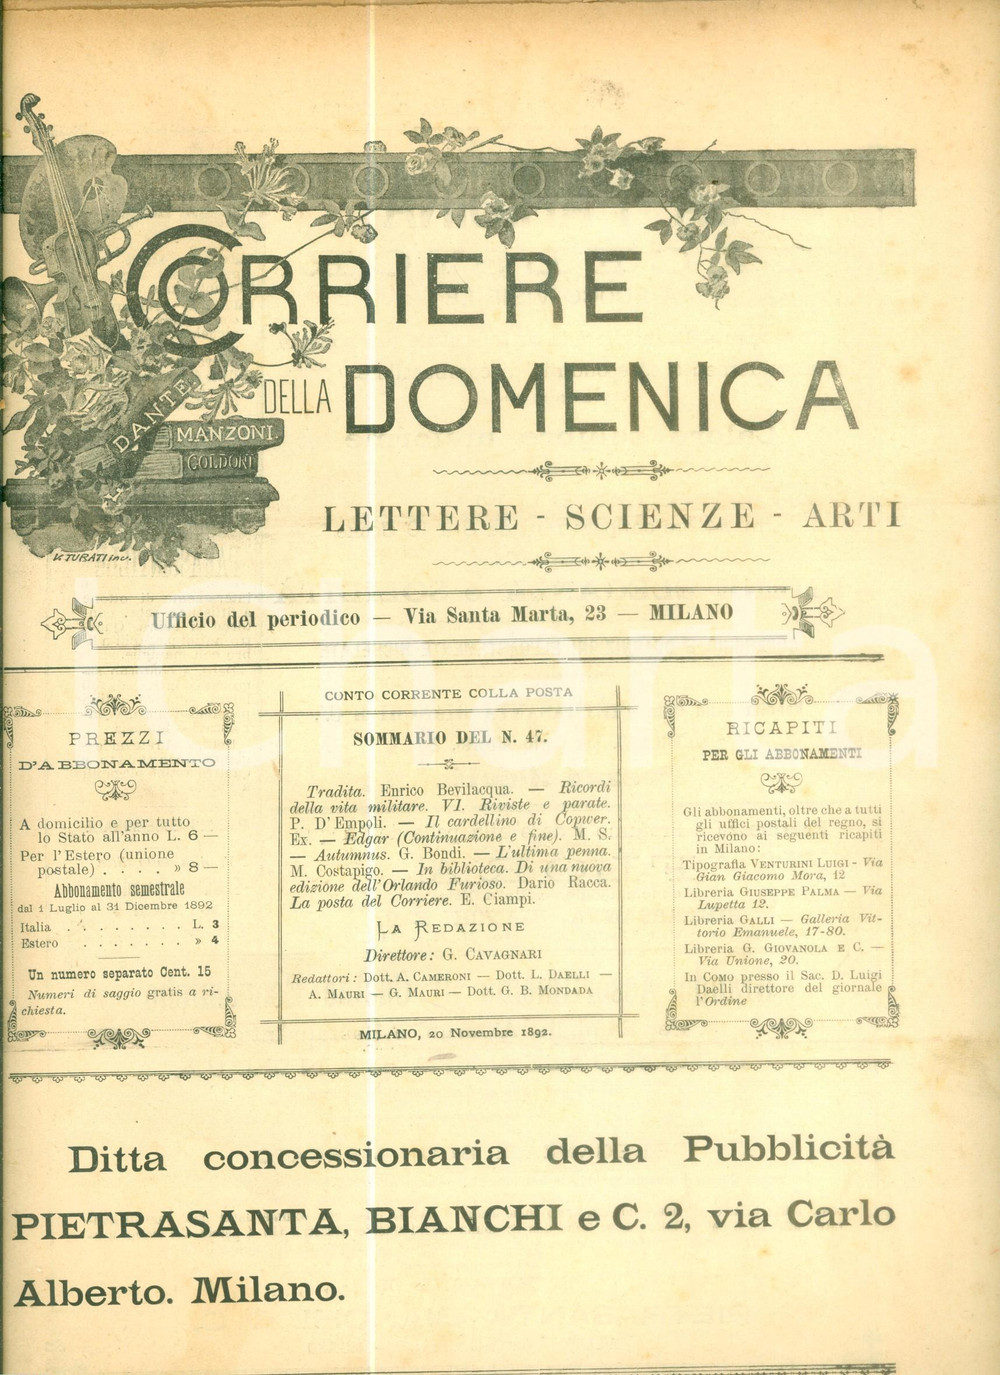 CORRIERE
DELLA DOMENICA
DANTE
MANZONI
GOLDONI
LETTERE - SCIENZE - ARTI
Ufficio del periodico — Via Santa Marta, 23 — MILANO
PREZZI
D'ABBONAMENTO
A domicilio e per tutto
lo Stato all'anno L. 6 —
Per l'Estero (unione
postale) . . . . » 8 —
Abbonamento semestrale
dal 1 Luglio al 31 Dicembre 1892
Italia . . . . . . . . L. 3
Estero . . . . . . . » 4
Un numero separato Cent. 15
Numeri di saggio gratis a ri-
chiesta.
CONTO CORRENTE COLLA POSTA
SOMMARIO DEL N. 47.
Tradita. Enrico Bevilacqua. — Ricordi
della vita militare. VI. Riviste e parate.
P. D'Empoli. — Il cardellino di Copwer.
Ex. — Edgar (Continuazione e fine). M. S.
— Autumnus. G. Bondi. — L'ultima penna.
M. Costapigo. — In biblioteca. Di una nuova
edizione dell'Orlando Furioso. Dario Racca.
La posta del Corriere. E. Ciampi.
LA REDAZIONE
Direttore: G. CAVAGNARI
Redattori: Dott. A. CAMERONI — Dott. L. DAELLI —
A. MAURI — G. MAURI — Dott. G. B. MONDADA
MILANO, 20 Novembre 1892.
RICAPITI
PER GLI ABBONAMENTI
Gli abbonamenti, oltre che a tutti
gli uffici postali del regno, si
ricevono ai seguenti ricapiti
in Milano:
Tipografia VENTURINI LUIGI - Via
Gian Giacomo Mora, 12
Libreria GIUSEPPE PALMA — Via
Lupetta 12.
Libreria GALLI — Galleria Vit-
torio Emanuele, 17-80.
Libreria G. GIOVANOLA E C. —
Via Unione, 20.
In COMO presso il Sac. D. Luigi
Daelli direttore del giornale
l'Ordine
Ditta concessionaria della Pubblicità
PIETRASANTA, BIANCHI e C. 2, via Carlo
Alberto. Milano.